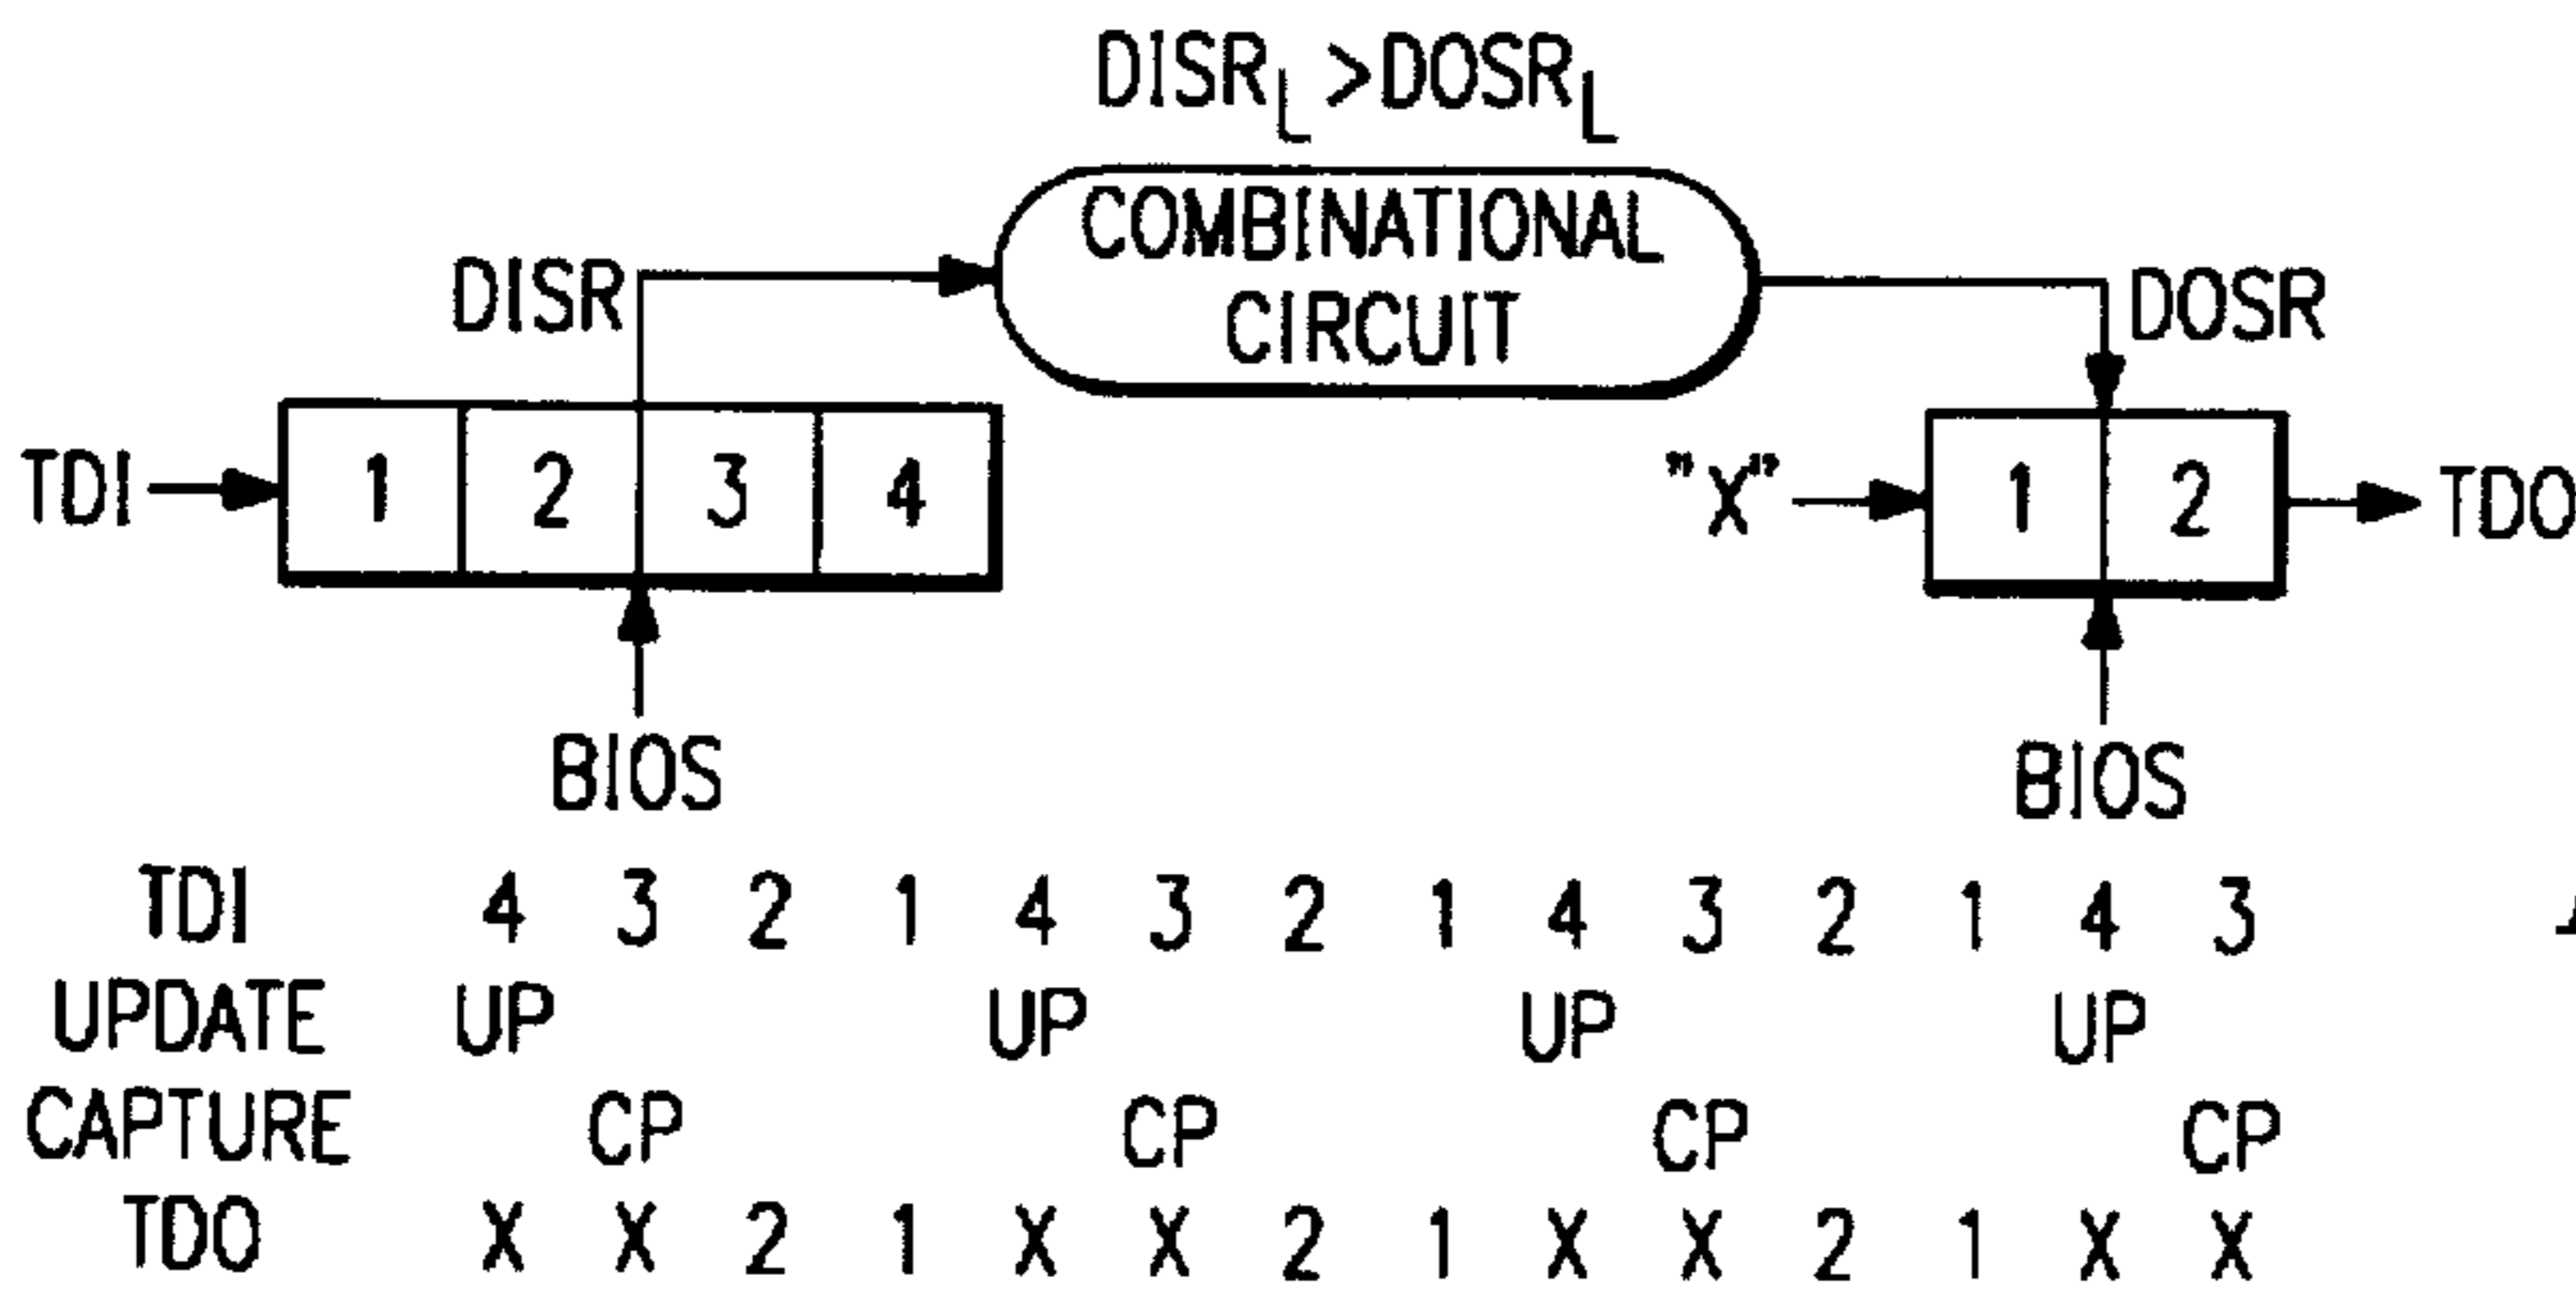 DISRL>DOSRL
COMBINATIONAL
CIRCUIT
DISR
DOSR
TDI
1 2 3 4
"X"
1 2
TDO
BIOS
BIOS
TDI 4 3 2 1 4 3 2 1 4 3 2 1 4 3
UPDATE UP UP UP UP
CAPTURE CP CP CP CP
TDO X X 2 1 X X 2 1 X X 2 1 X X